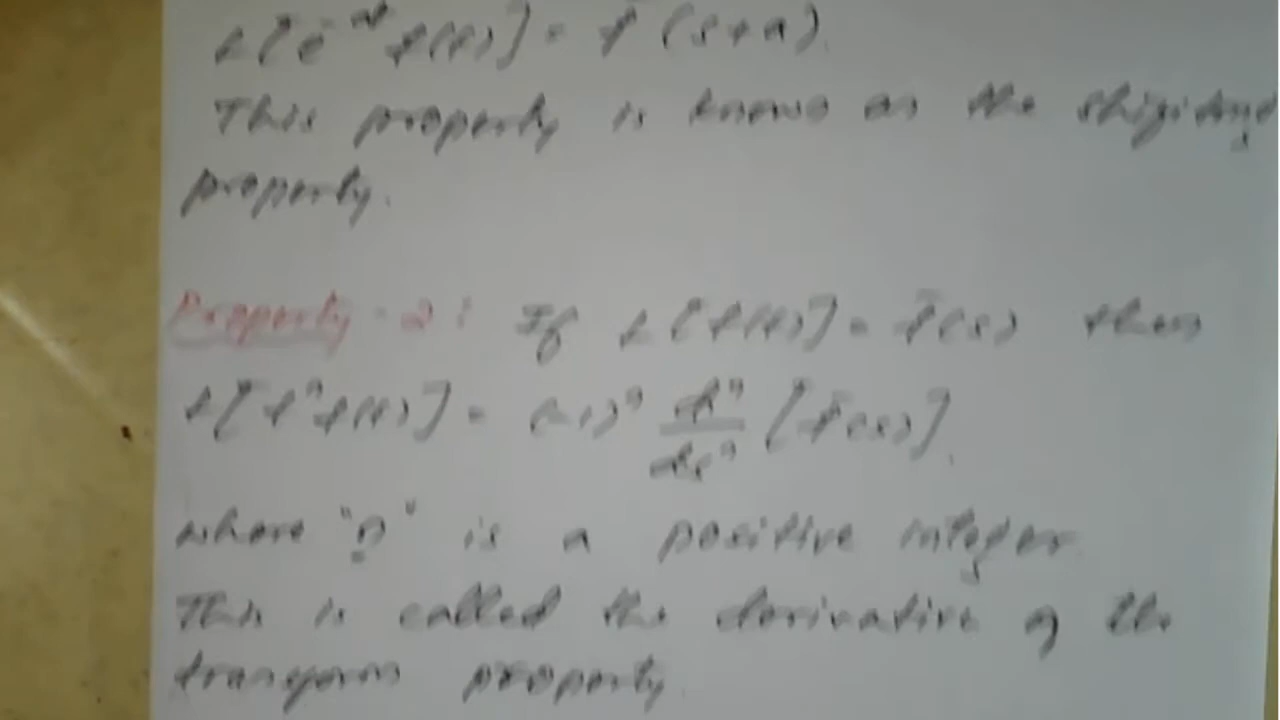 L[e^-at f(t)] = f̄ (s+a).
This property is known as the shifting
property.
Property - 2 : If L[f(t)] = f̄(s) then
L[t^n f(t)] = (-1)^n d^n/ds^n [f̄(s)].
where "n" is a positive integer
This is called the derivative of the
transform property.